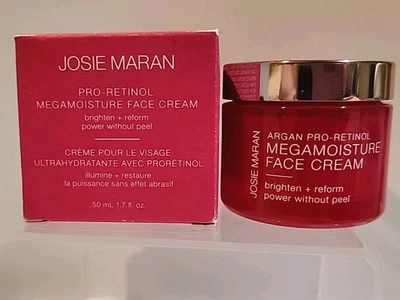 JOSIE MARAN
PRO-RETINOL
MEGAMOISTURE FACE CREAM
brighten + reform
power without peel
CRÈME POUR LE VISAGE
ULTRAHYDRATANTE AVEC PRORÉTINOL
illumine + restaure
la puissance sans effet abrasif
50 mL 1.7 fl. oz.
JOSIE MARAN
ARGAN PRO-RETINOL
MEGAMOISTURE
FACE CREAM
brighten + reform
power without peel